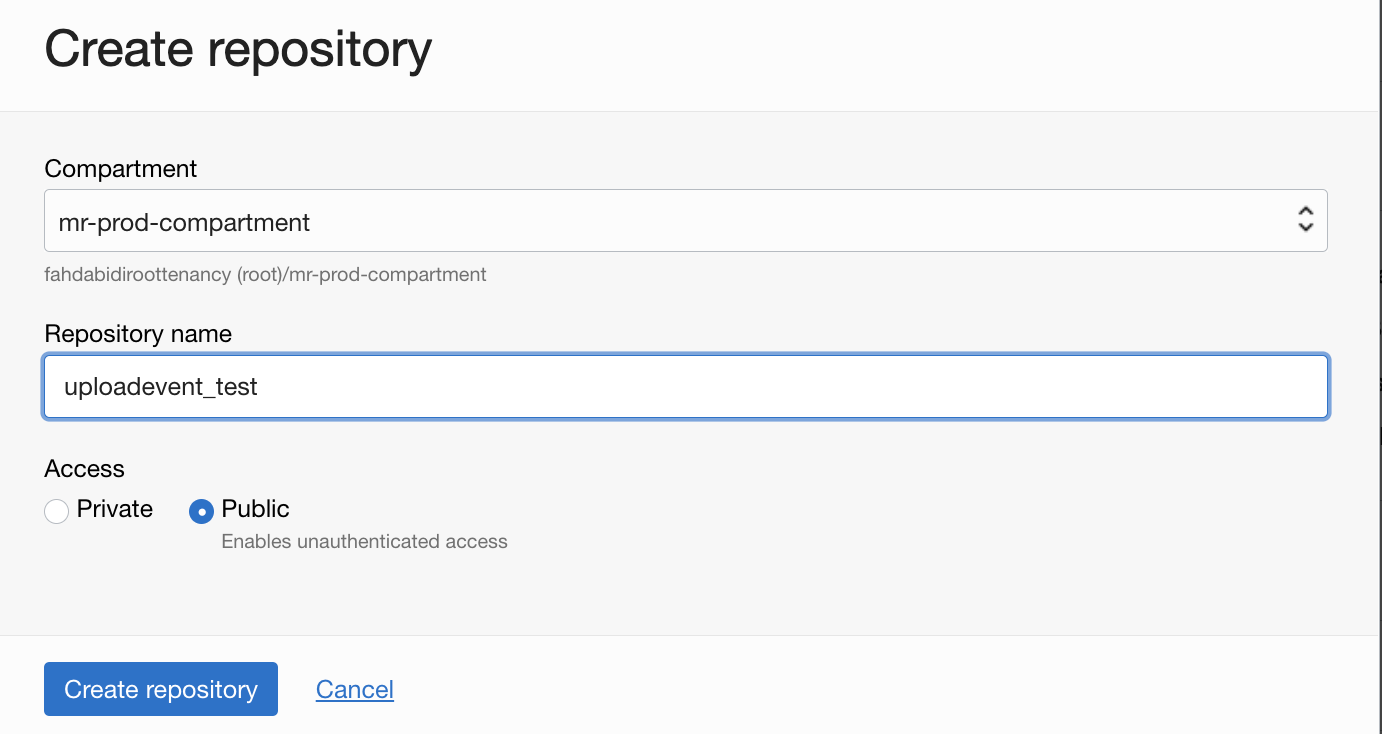 Create repository
Compartment
mr-prod-compartment
fahdabidiroottenancy (root)/mr-prod-compartment
Repository name
uploadevent_test
Access
Private Public
Enables unauthenticated access
Create repository Cancel